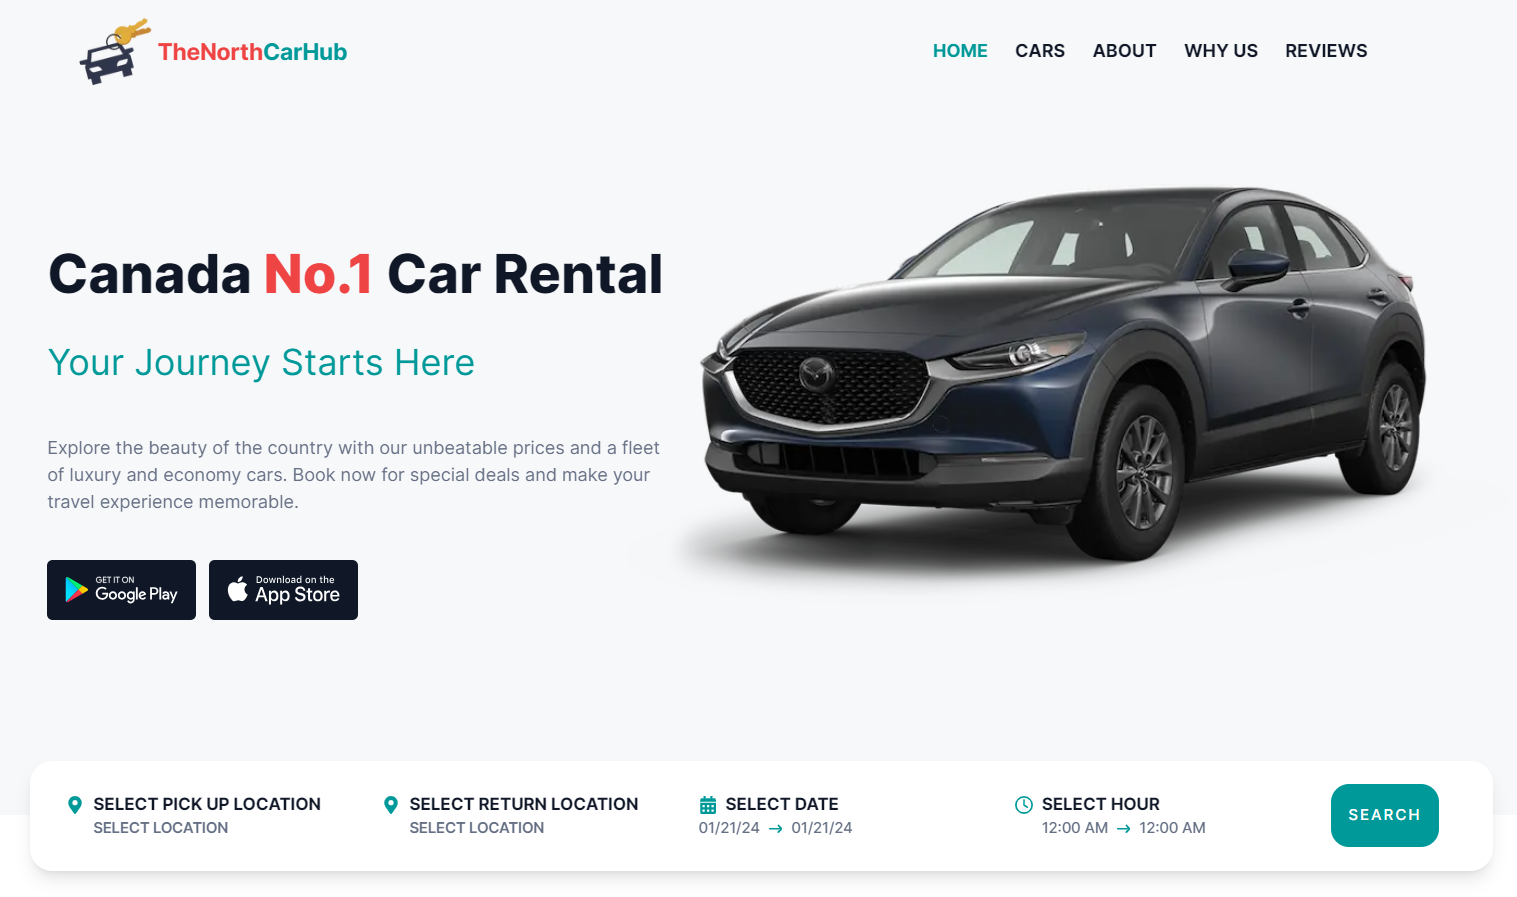 TheNorthCarHub
HOME CARS ABOUT WHY US REVIEWS
Canada No.1 Car Rental
Your Journey Starts Here
Explore the beauty of the country with our unbeatable prices and a fleet
of luxury and economy cars. Book now for special deals and make your
travel experience memorable.
GET IT ON
Google Play
Download on the
App Store
SELECT PICK UP LOCATION
SELECT LOCATION
SELECT RETURN LOCATION
SELECT LOCATION
SELECT DATE
01/21/24 → 01/21/24
SELECT HOUR
12:00 AM → 12:00 AM
SEARCH